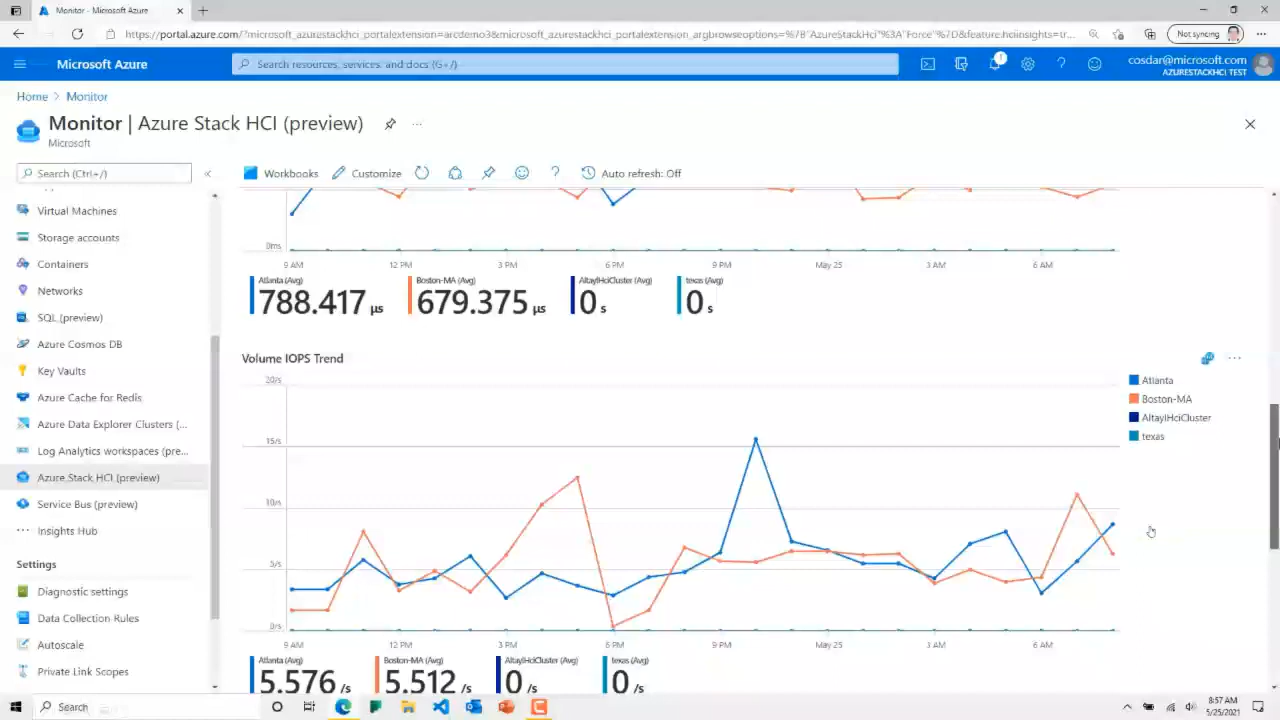 Monitor - Microsoft Azure
https://portal.azure.com/?microsoft_azurestackhci_portalextension=arcdemo3&microsoft_azurestackhci_portalextension_argbrowseoptions=%7B"AzureStackHci"%3A"Force"%7D&feature.hciinsights=tr...
Not syncing
Microsoft Azure
Search resources, services, and docs (G+/)
1
cosdar@microsoft.com
AZURESTACKHCI TEST
Home > Monitor
Monitor | Azure Stack HCI (preview)
Microsoft
Search (Ctrl+/)
Workbooks
Customize
Auto refresh: Off
Virtual Machines
Storage accounts
Containers
Networks
SQL (preview)
Azure Cosmos DB
Key Vaults
Azure Cache for Redis
Azure Data Explorer Clusters (...
Log Analytics workspaces (pre...
Azure Stack HCI (preview)
Service Bus (preview)
Insights Hub
Settings
Diagnostic settings
Data Collection Rules
Autoscale
Private Link Scopes
0ms
9 AM 12 PM 3 PM 6 PM 9 PM May 25 3 AM 6 AM
Atlanta (Avg) Boston-MA (Avg) AltaylHciCluster (Avg) texas (Avg)
788.417 µs 679.375 µs 0 s 0 s
Volume IOPS Trend
20/s
15/s
10/s
5/s
0/s
9 AM 12 PM 3 PM 6 PM 9 PM May 25 3 AM 6 AM
Atlanta
Boston-MA
AltaylHciCluster
texas
Atlanta (Avg) Boston-MA (Avg) AltaylHciCluster (Avg) texas (Avg)
5.576 /s 5.512 /s 0 /s 0 /s
Search
8:57 AM
5/25/2021